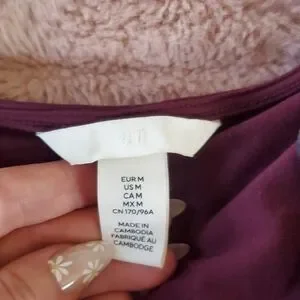 EUR M
US M
CA M
MX M
CN 170/96A
MADE IN
CAMBODIA
FABRIQUÉ AU
CAMBODGE